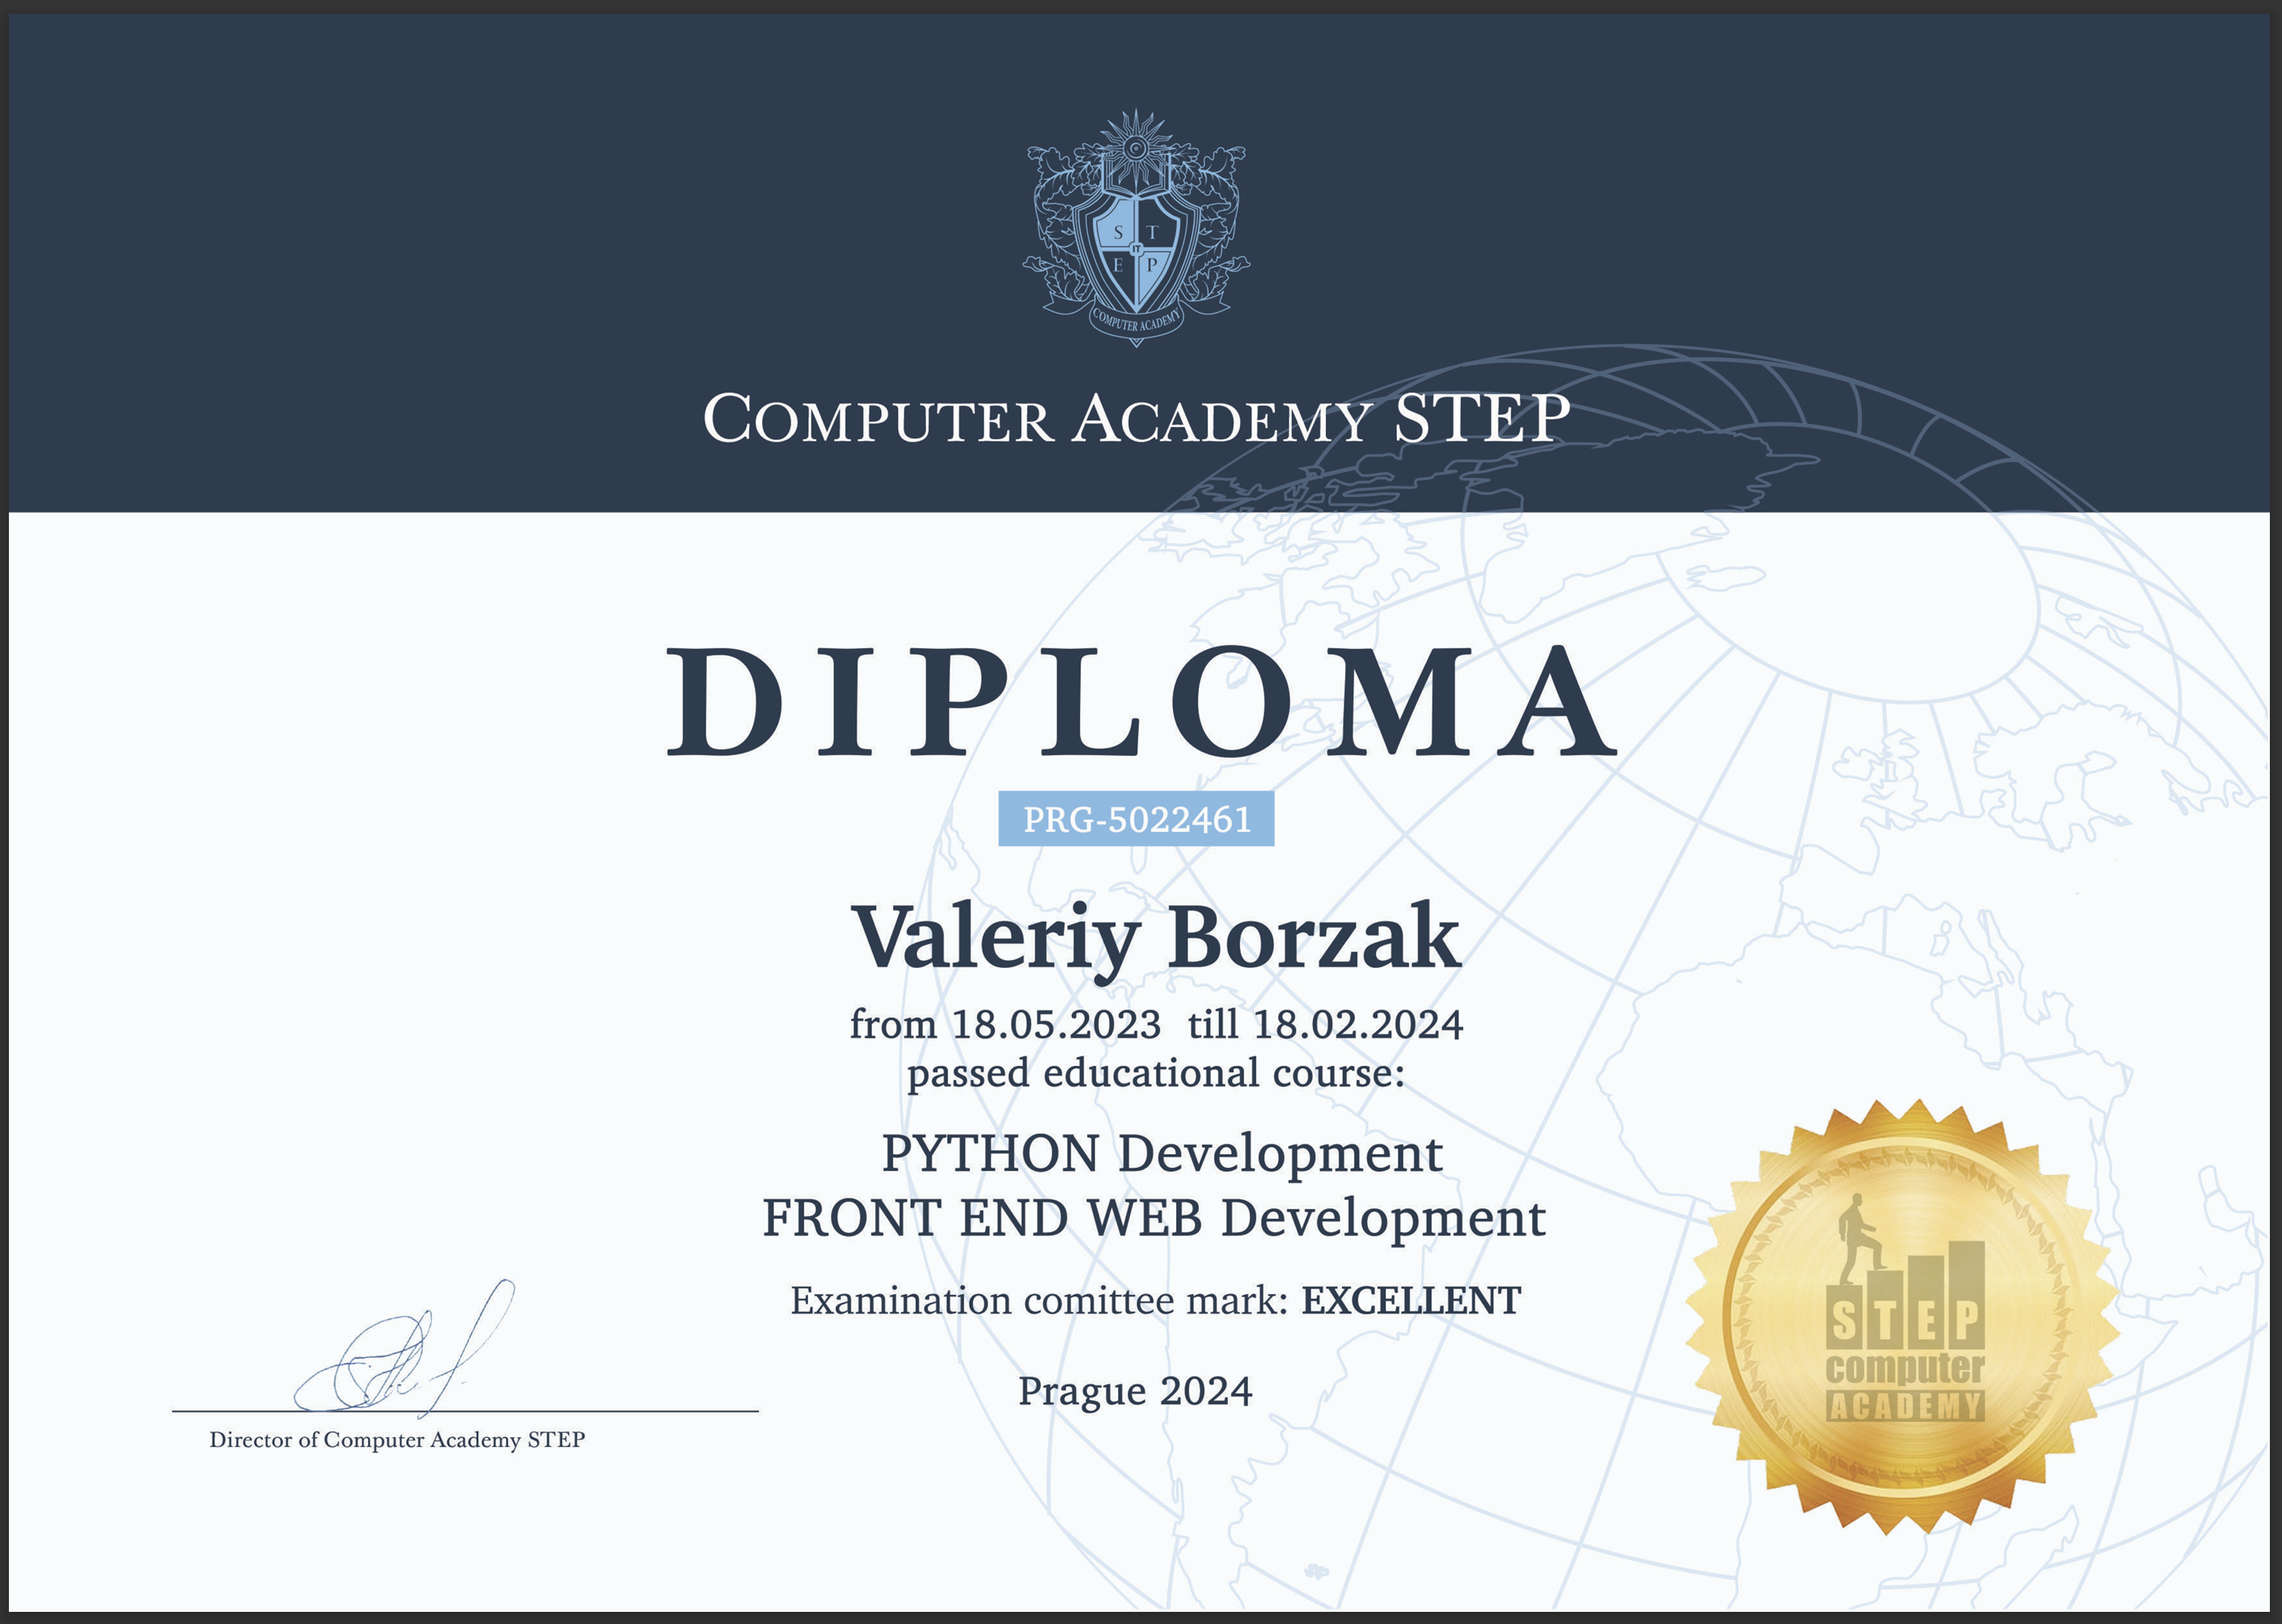 S T
IT
E P
COMPUTER ACADEMY
COMPUTER ACADEMY STEP
DIPLOMA
PRG-5022461
Valeriy Borzak
from 18.05.2023 till 18.02.2024
passed educational course:
PYTHON Development
FRONT END WEB Development
Examination comittee mark: EXCELLENT
Prague 2024
Director of Computer Academy STEP
STEP
computer
ACADEMY